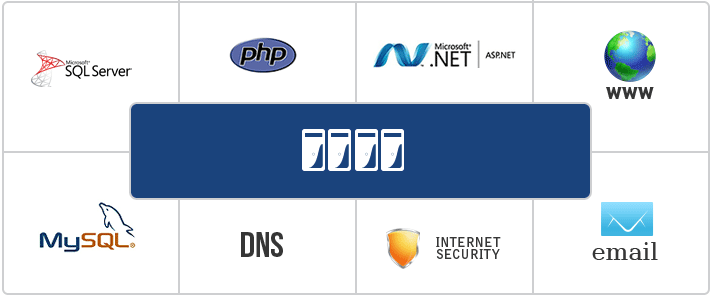 Microsoft®
SQL Server®
php
Microsoft®
.NET
ASP.NET
www
MySQL®
DNS
INTERNET
SECURITY
email